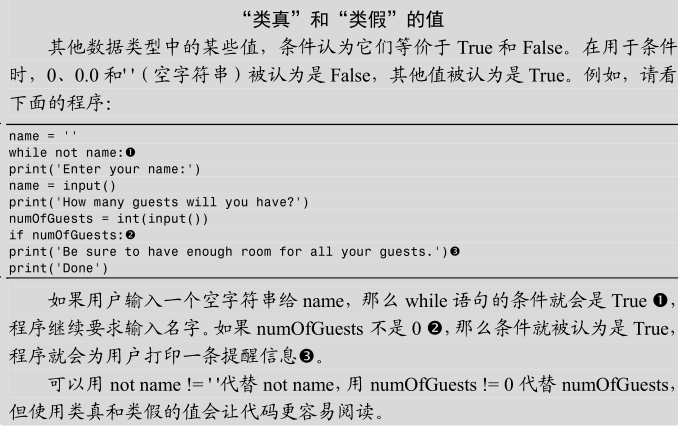 “类真”和“类假”的值
其他数据类型中的某些值，条件认为它们等价于 True 和 False。在用于条件
时，0、0.0 和' '（空字符串）被认为是 False，其他值被认为是 True。例如，请看
下面的程序：
name = ''
while not name:❶
print('Enter your name:')
name = input()
print('How many guests will you have?')
numOfGuests = int(input())
if numOfGuests:❷
print('Be sure to have enough room for all your guests.')❸
print('Done')
如果用户输入一个空字符串给 name，那么 while 语句的条件就会是 True ❶，
程序继续要求输入名字。如果 numOfGuests 不是 0 ❷，那么条件就被认为是 True，
程序就会为用户打印一条提醒信息❸。
可以用 not name != ' '代替 not name，用 numOfGuests != 0 代替 numOfGuests，
但使用类真和类假的值会让代码更容易阅读。